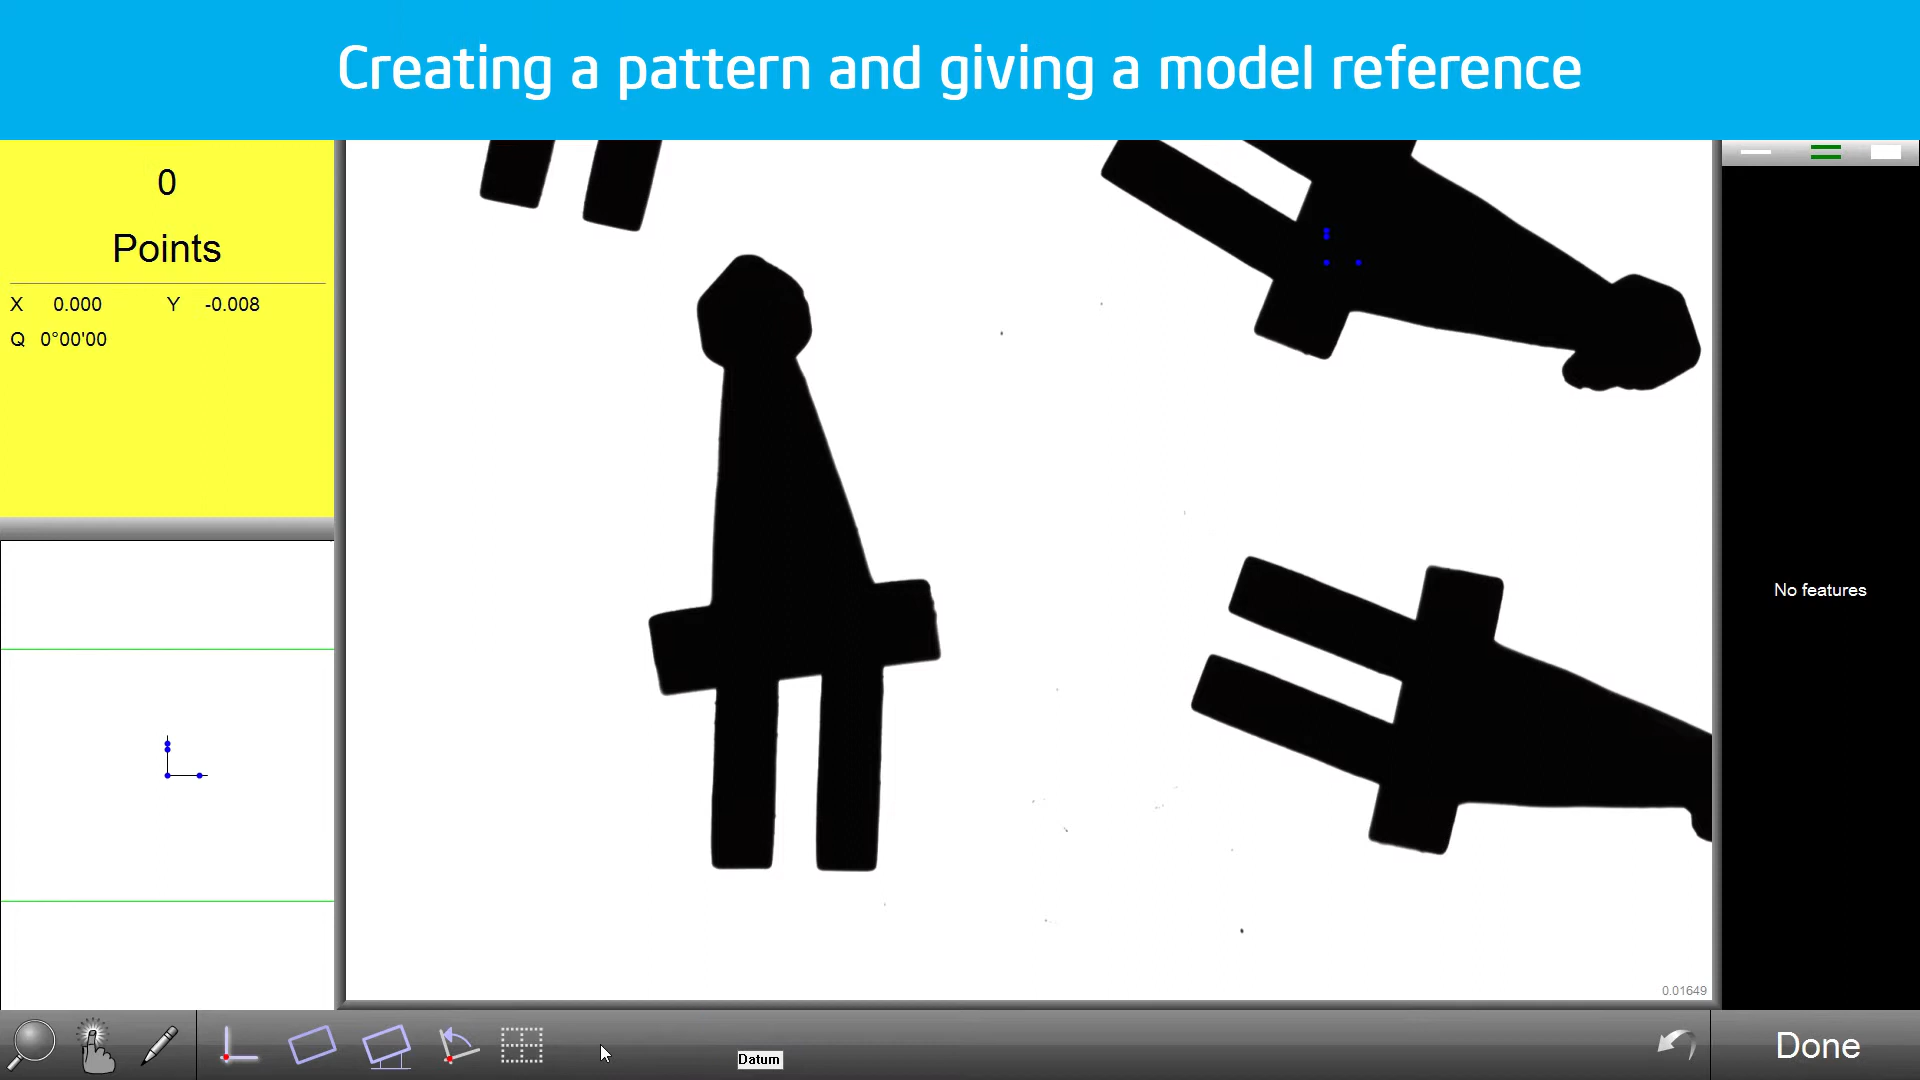 Creating a pattern and giving a model reference
0
Points
X 0.000 Y -0.008
Q 0°00'00
No features
0.01649
Datum
Done